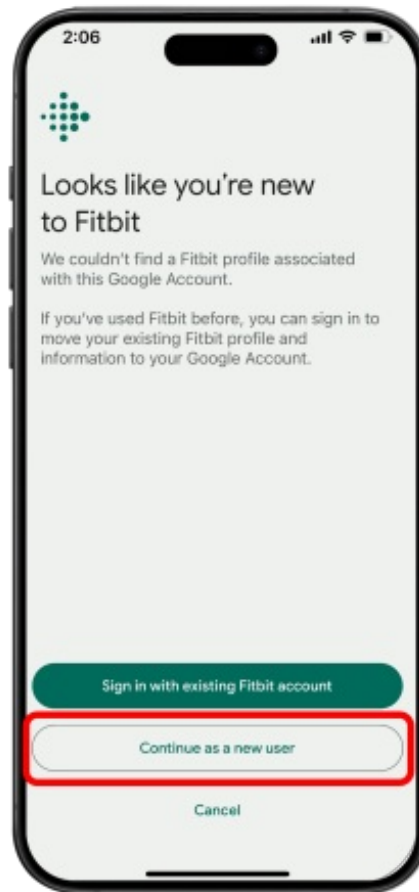 2:06
Looks like you're new
to Fitbit
We couldn't find a Fitbit profile associated
with this Google Account.
If you've used Fitbit before, you can sign in to
move your existing Fitbit profile and
information to your Google Account.
Sign in with existing Fitbit account
Continue as a new user
Cancel